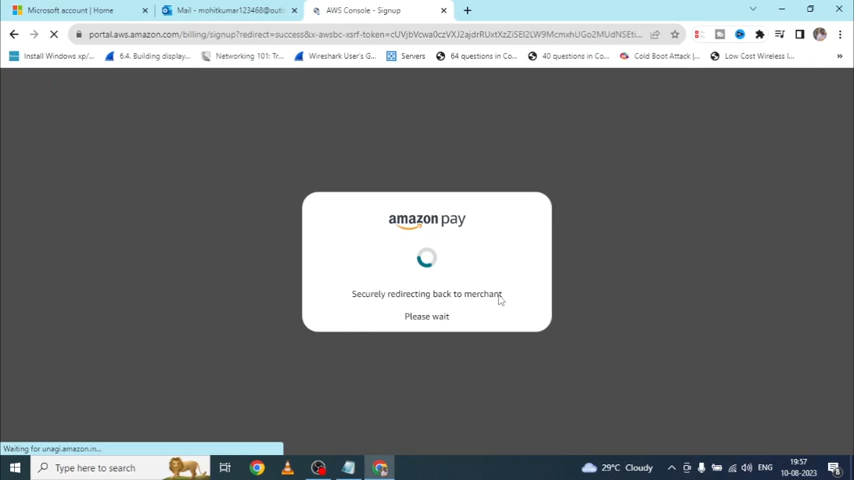 Microsoft account | Home
Mail - mohitkumar123468@outl
AWS Console - Signup
portal.aws.amazon.com/billing/signup?redirect=success&x-awsbc-xsrf-token=
Install Windows xp/...
6.4. Building display...
Networking 101: Tr...
Wireshark User's G...
Servers
64 questions in Co...
40 questions in Co...
Cold Boot Attack |...
Low Cost Wireless I...
»
amazon pay
Securely redirecting back to merchant
Please wait
Waiting for unagi.amazon.in...
Type here to search
29°C Cloudy
ENG
19:57
10-08-2023